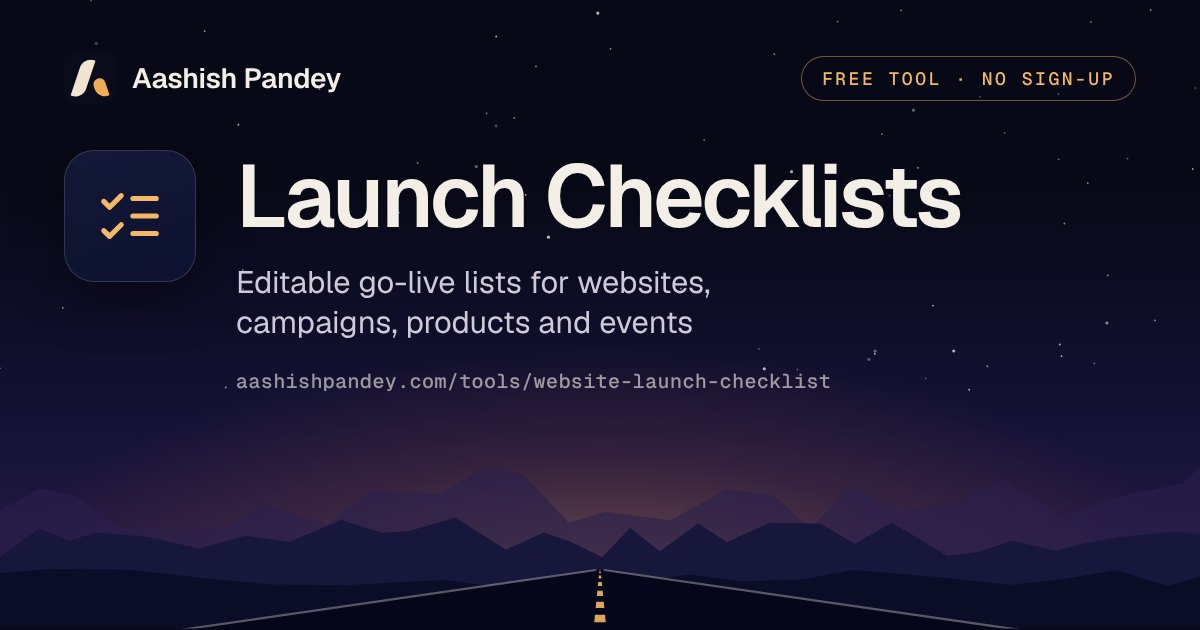 Aashish Pandey
FREE TOOL · NO SIGN-UP
Launch Checklists
Editable go-live lists for websites,
campaigns, products and events
aashishpandey.com/tools/website-launch-checklist